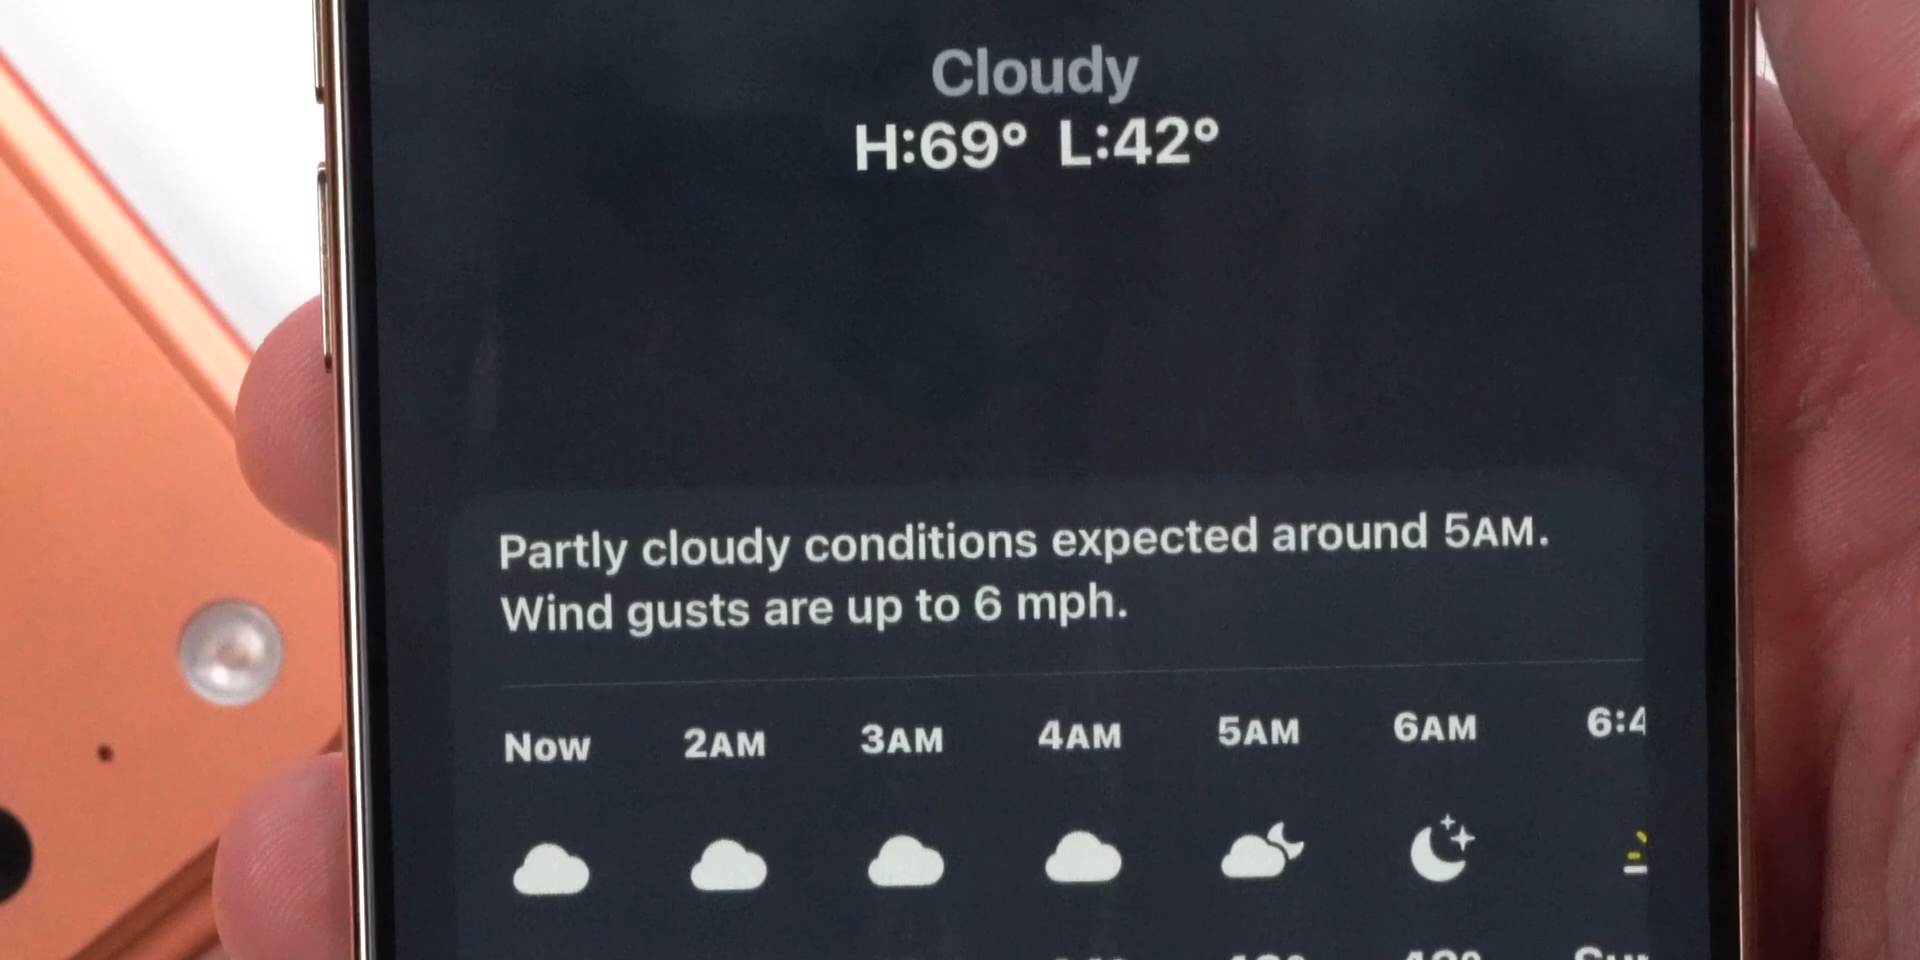 Cloudy
H:69° L:42°
Partly cloudy conditions expected around 5AM.
Wind gusts are up to 6 mph.
Now 2AM 3AM 4AM 5AM 6AM